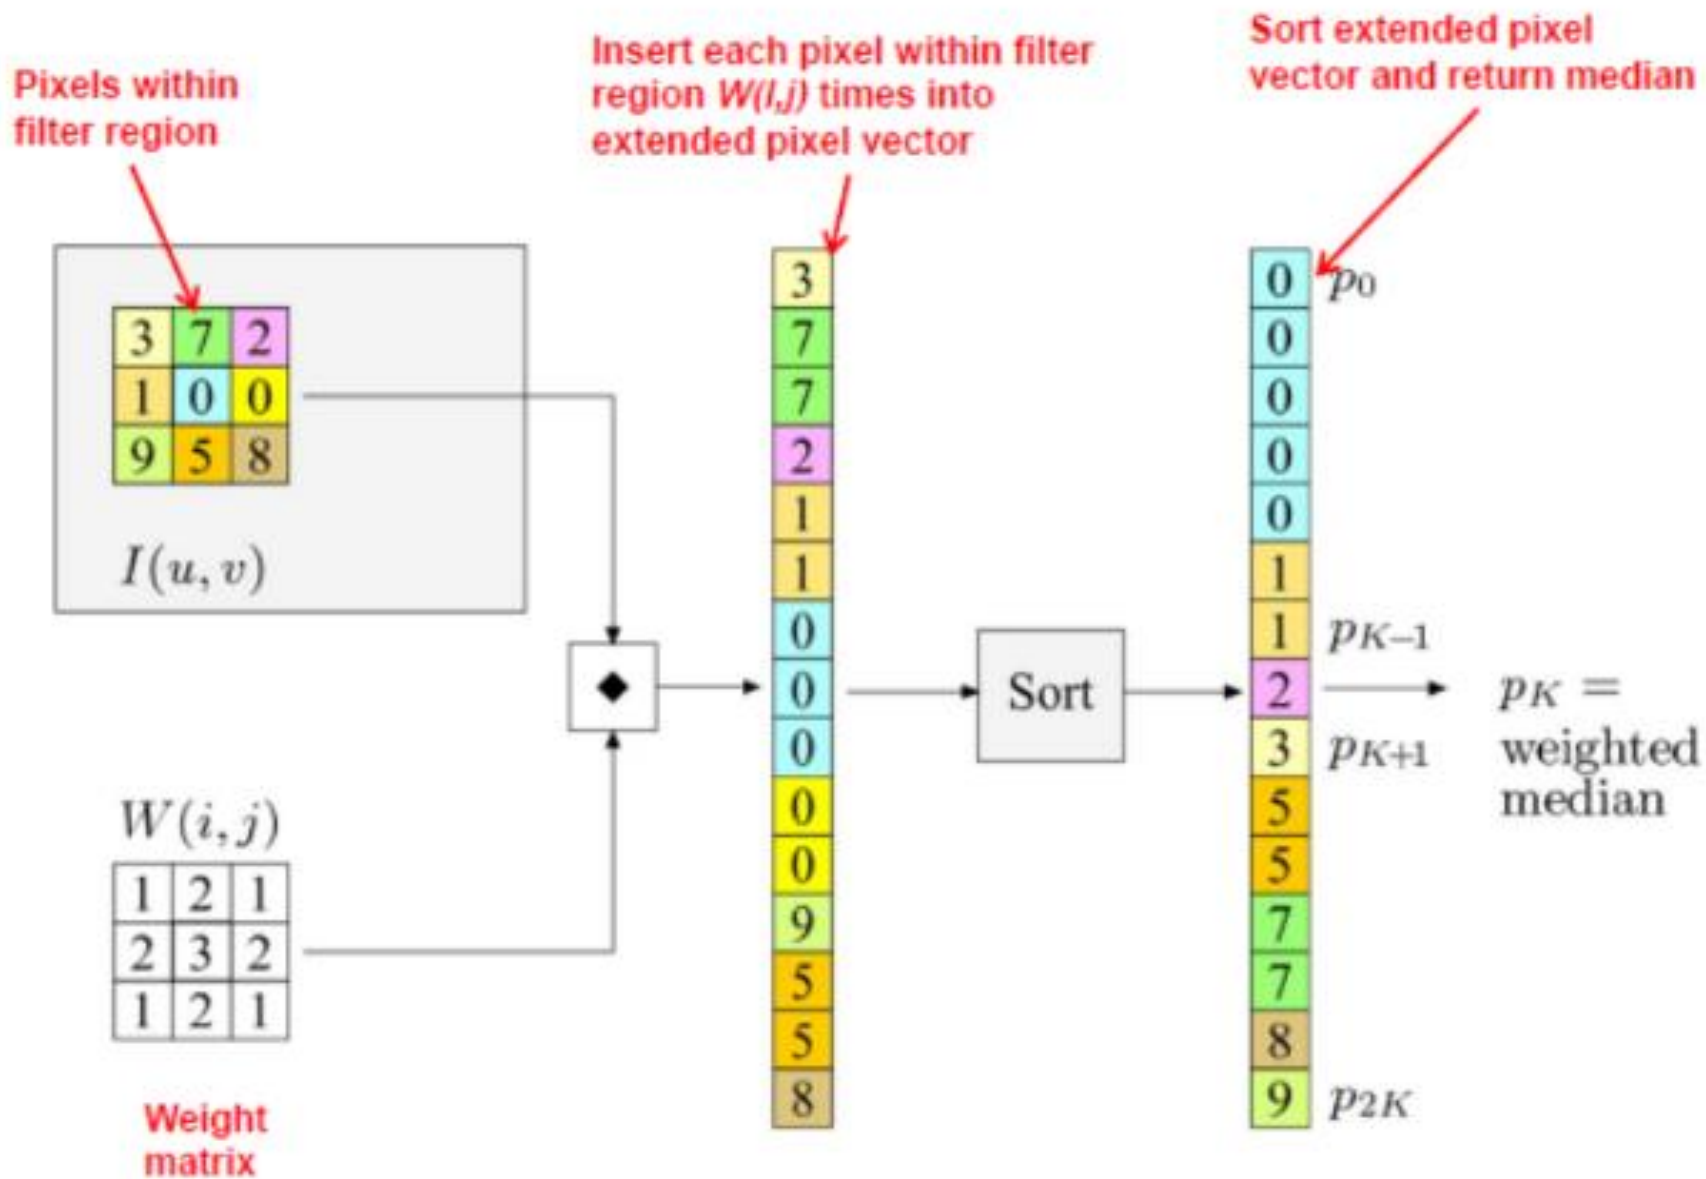 Pixels within
filter region
Insert each pixel within filter
region W(I,j) times into
extended pixel vector
Sort extended pixel
vector and return median
3 7 2
1 0 0
9 5 8
I(u, v)
W(i, j)
1 2 1
2 3 2
1 2 1
Weight
matrix
3
7
7
2
1
1
0
0
0
0
0
9
5
5
8
Sort
0 p0
0
0
0
0
1
1 pK−1
2
3 pK+1
5
5
7
7
8
9 p2K
pK =
weighted
median